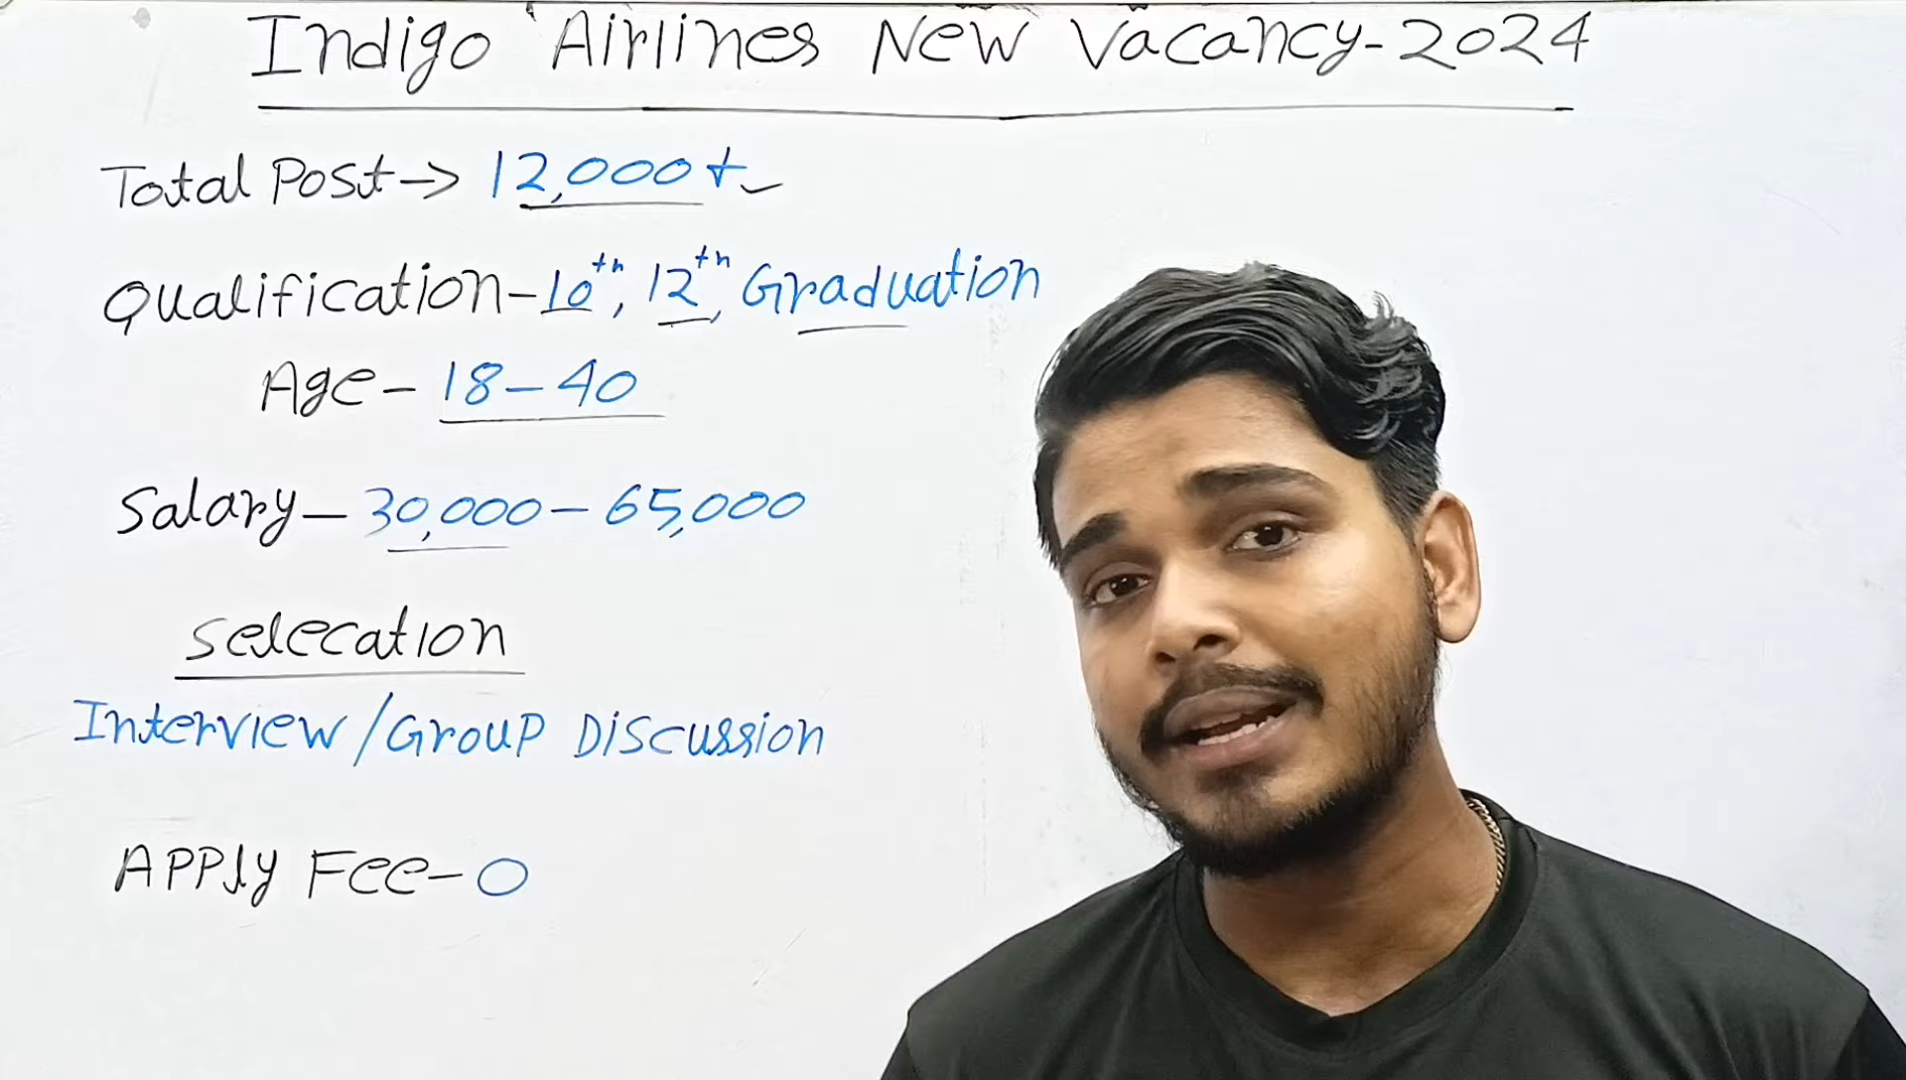 Indigo Airlines New Vacancy-2024
Total Post→ 12,000+
Qualification-10th, 12th, Graduation
Age-18-40
Salary-30,000-65,000
Selecation
Interview/Group Discussion
Apply Fee-0